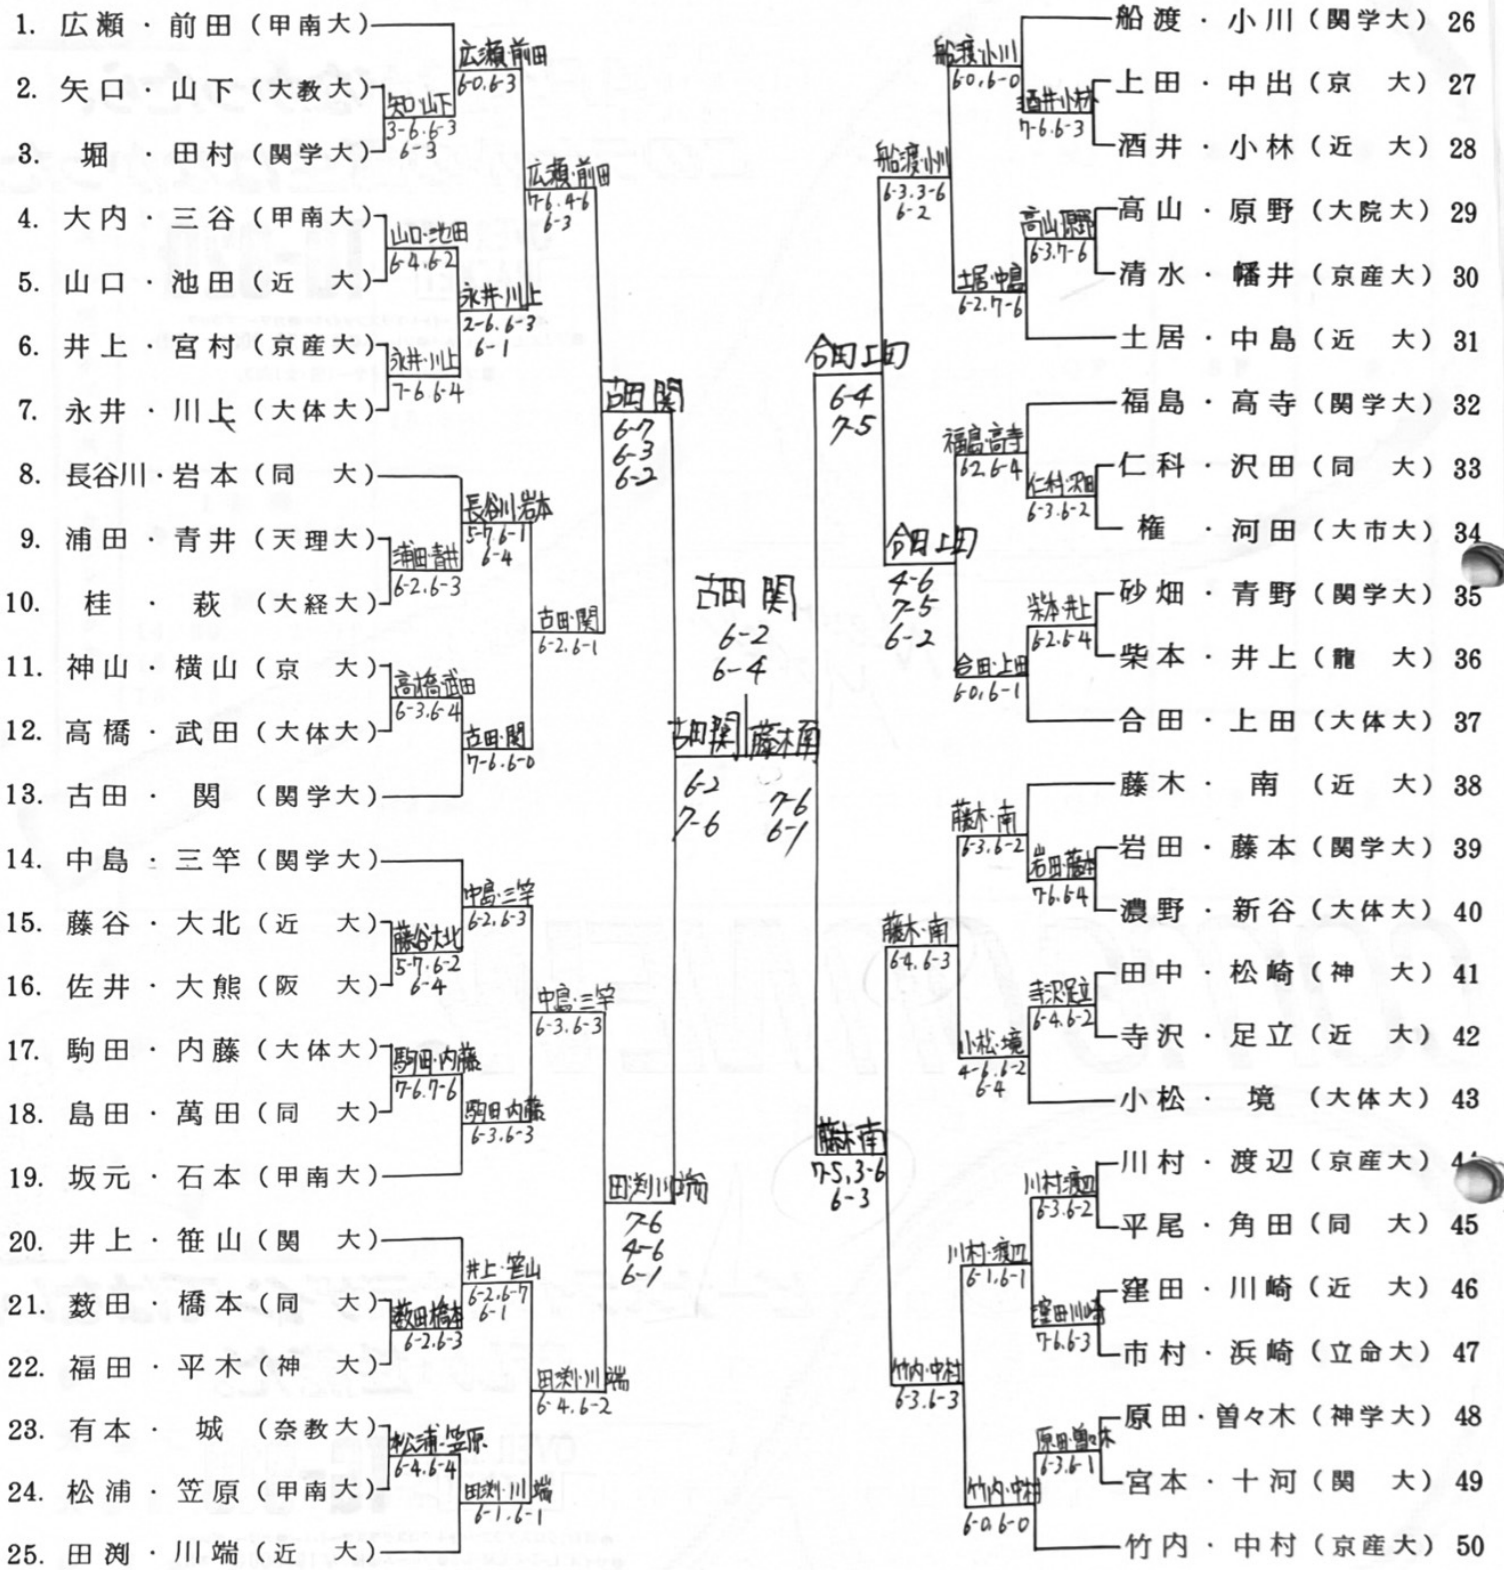 1. 広瀬・前田(甲南大)
2. 矢口・山下(大教大)
3. 堀・田村(関学大)
4. 大内・三谷(甲南大)
5. 山口・池田(近 大)
6. 井上・宮村(京産大)
7. 永井・川上(大体大)
8. 長谷川・岩本(同 大)
9. 浦田・青井(天理大)
10. 桂・萩(大経大)
11. 神山・横山(京 大)
12. 高橋・武田(大体大)
13. 古田・関(関学大)
14. 中島・三竿(関学大)
15. 藤谷・大北(近 大)
16. 佐井・大熊(阪 大)
17. 駒田・内藤(大体大)
18. 島田・萬田(同 大)
19. 坂元・石本(甲南大)
20. 井上・笹山(関 大)
21. 薮田・橋本(同 大)
22. 福田・平木(神 大)
23. 有本・城(奈教大)
24. 松浦・笠原(甲南大)
25. 田渕・川端(近 大)
矢口・山下
3-6.6-3
6-3
山口・池田
6-4.6-2
永井・川上
7-6.6-4
浦田・青井
6-2.6-3
高橋・武田
6-3.6-4
藤谷・大北
5-7.6-2
6-4
駒田・内藤
7-6.7-6
薮田・橋本
6-2.6-3
松浦・笠原
6-4.6-4
広瀬・前田
6-0,6-3
永井・川上
2-6.6-3
6-1
長谷川・岩本
5-7.6-1
6-4
古田・関
7-6.6-0
中島・三竿
6-2,6-3
駒田・内藤
6-3.6-3
井上・笹山
6-2,6-7
6-1
田渕・川端
6-1.6-1
広瀬・前田
7-6.4-6
6-3
古田・関
6-2.6-1
中島・三竿
6-3.6-3
田渕・川端
6-4.6-2
古田 関
6-7
6-3
6-2
田渕 川端
7-6
4-6
6-1
古田 関
6-2
6-4
古田 関
6-2
7-6
藤木 南
7-6
6-1
合田 上田
6-4
7-5
藤木 南
7-5,3-6
6-3
船渡・小川
6-3.3-6
6-2
合田 上田
4-6
7-5
6-2
藤木・南
6-4.6-3
竹内・中村
6-3.6-3
船渡・小川
6-0,6-0
土居・中島
6-2.7-6
福島・高寺
6-2,6-4
合田・上田
6-0,6-1
藤木・南
6-3.6-2
小松・境
4-6.6-2
6-4
川村・渡辺
6-1.6-1
竹内・中村
6-0.6-0
酒井・小林
7-6.6-3
高山・原野
6-3.7-6
仁科・沢田
6-3.6-2
柴本・井上
6-2.6-4
岩田・藤本
7-6.6-4
寺沢・足立
6-4.6-2
川村・渡辺
6-3.6-2
窪田・川崎
7-6.6-3
原田・曽々木
6-3.6-1
船渡・小川(関学大) 26
上田・中出(京 大) 27
酒井・小林(近 大) 28
高山・原野(大院大) 29
清水・幡井(京産大) 30
土居・中島(近 大) 31
福島・高寺(関学大) 32
仁科・沢田(同 大) 33
権・河田(大市大) 34
砂畑・青野(関学大) 35
柴本・井上(龍 大) 36
合田・上田(大体大) 37
藤木・南(近 大) 38
岩田・藤本(関学大) 39
濃野・新谷(大体大) 40
田中・松崎(神 大) 41
寺沢・足立(近 大) 42
小松・境(大体大) 43
川村・渡辺(京産大)
平尾・角田(同 大) 45
窪田・川崎(近 大) 46
市村・浜崎(立命大) 47
原田・曽々木(神学大) 48
宮本・十河(関 大) 49
竹内・中村(京産大) 50